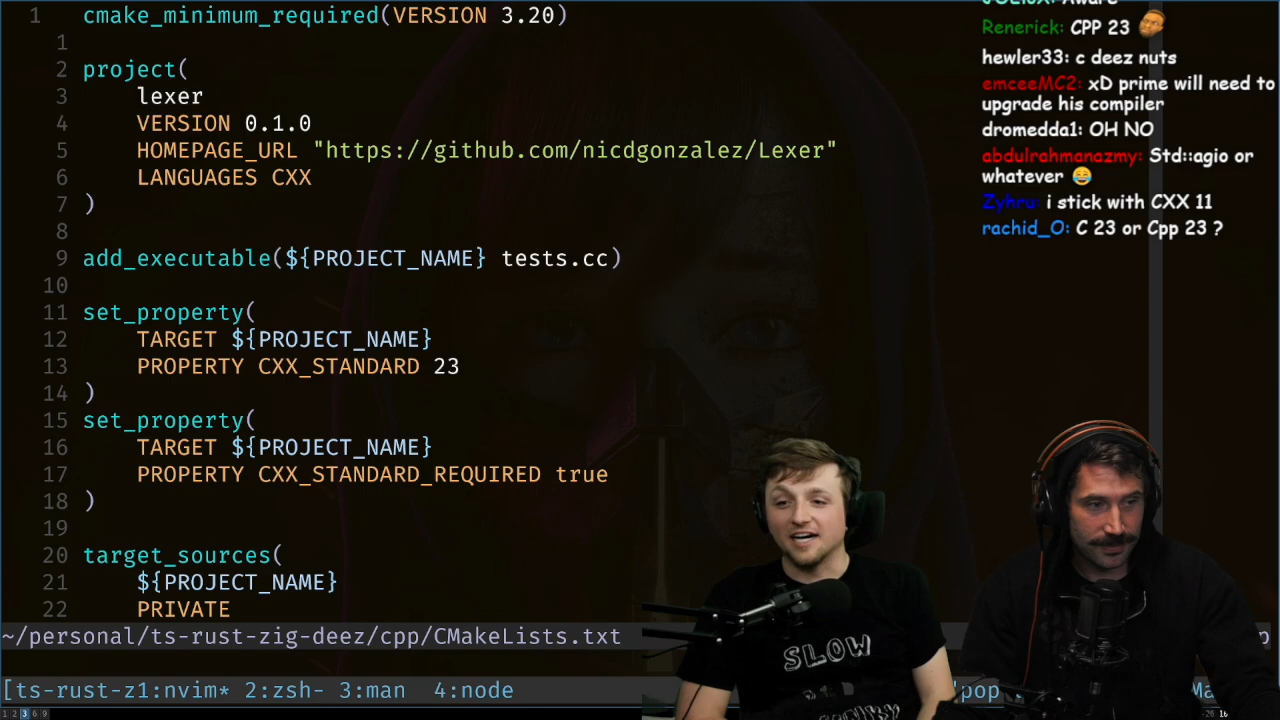 1 cmake_minimum_required(VERSION 3.20)
1
2 project(
3 lexer
4 VERSION 0.1.0
5 HOMEPAGE_URL "https://github.com/nicdgonzalez/Lexer"
6 LANGUAGES CXX
7 )
8
9 add_executable(${PROJECT_NAME} tests.cc)
10
11 set_property(
12 TARGET ${PROJECT_NAME}
13 PROPERTY CXX_STANDARD 23
14 )
15 set_property(
16 TARGET ${PROJECT_NAME}
17 PROPERTY CXX_STANDARD_REQUIRED true
18 )
19
20 target_sources(
21 ${PROJECT_NAME}
22 PRIVATE
~/personal/ts-rust-zig-deez/cpp/CMakeLists.txt
[ts-rust-z1:nvim* 2:zsh- 3:man 4:node
Renerick: CPP 23
hewler33: c deez nuts
emceeMC2: xD prime will need to
upgrade his compiler
dromedda1: OH NO
abdulrahmanazmy: Std::agio or
whatever 😂
Zyhru: i stick with CXX 11
rachid_O: C 23 or Cpp 23 ?
SLOW